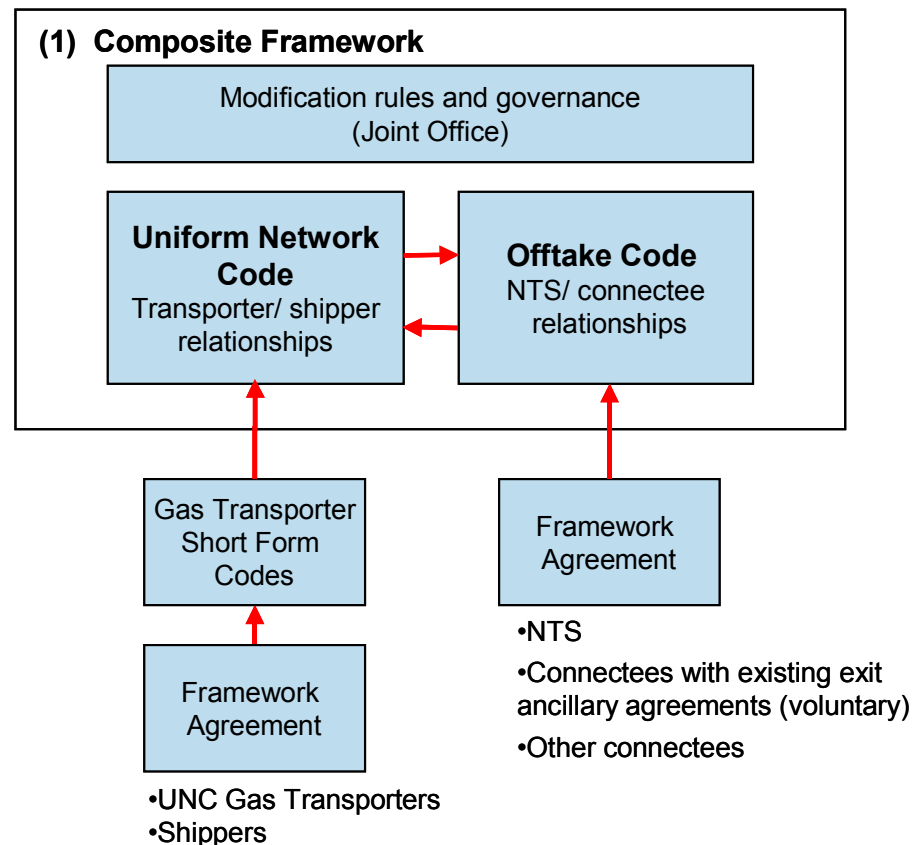 (1) Composite Framework
Modification rules and governance
(Joint Office)
Uniform Network
Code
Transporter/ shipper
relationships
Offtake Code
NTS/ connectee
relationships
Gas Transporter
Short Form
Codes
Framework
Agreement
•UNC Gas Transporters
•Shippers
Framework
Agreement
•NTS
•Connectees with existing exit
ancillary agreements (voluntary)
•Other connectees